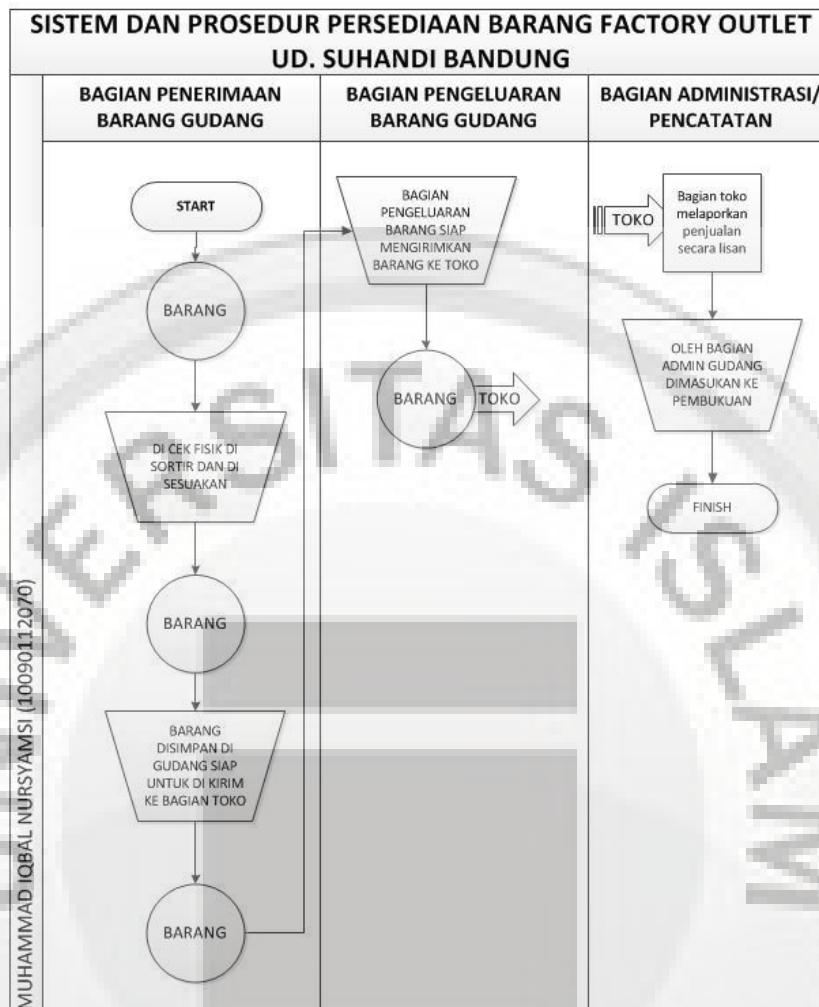 SISTEM DAN PROSEDUR PERSEDIAAN BARANG FACTORY OUTLET
UD. SUHANDI BANDUNG
BAGIAN PENERIMAAN
BARANG GUDANG
BAGIAN PENGELUARAN
BARANG GUDANG
BAGIAN ADMINISTRASI/
PENCATATAN
START
BARANG
DI CEK FISIK DI
SORTIR DAN DI
SESUAKAN
BARANG
BARANG
DISIMPAN DI
GUDANG SIAP
UNTUK DI KIRIM
KE BAGIAN TOKO
BARANG
BAGIAN
PENGELUARAN
BARANG SIAP
MENGIRIMKAN
BARANG KE TOKO
BARANG
TOKO
TOKO
Bagian toko
melaporkan
penjualan
secara lisan
OLEH BAGIAN
ADMIN GUDANG
DIMASUKAN KE
PEMBUKUAN
FINISH
MUHAMMAD IQBAL NURSYAMSI (10090112070)
UNIVERSITAS ISLAM